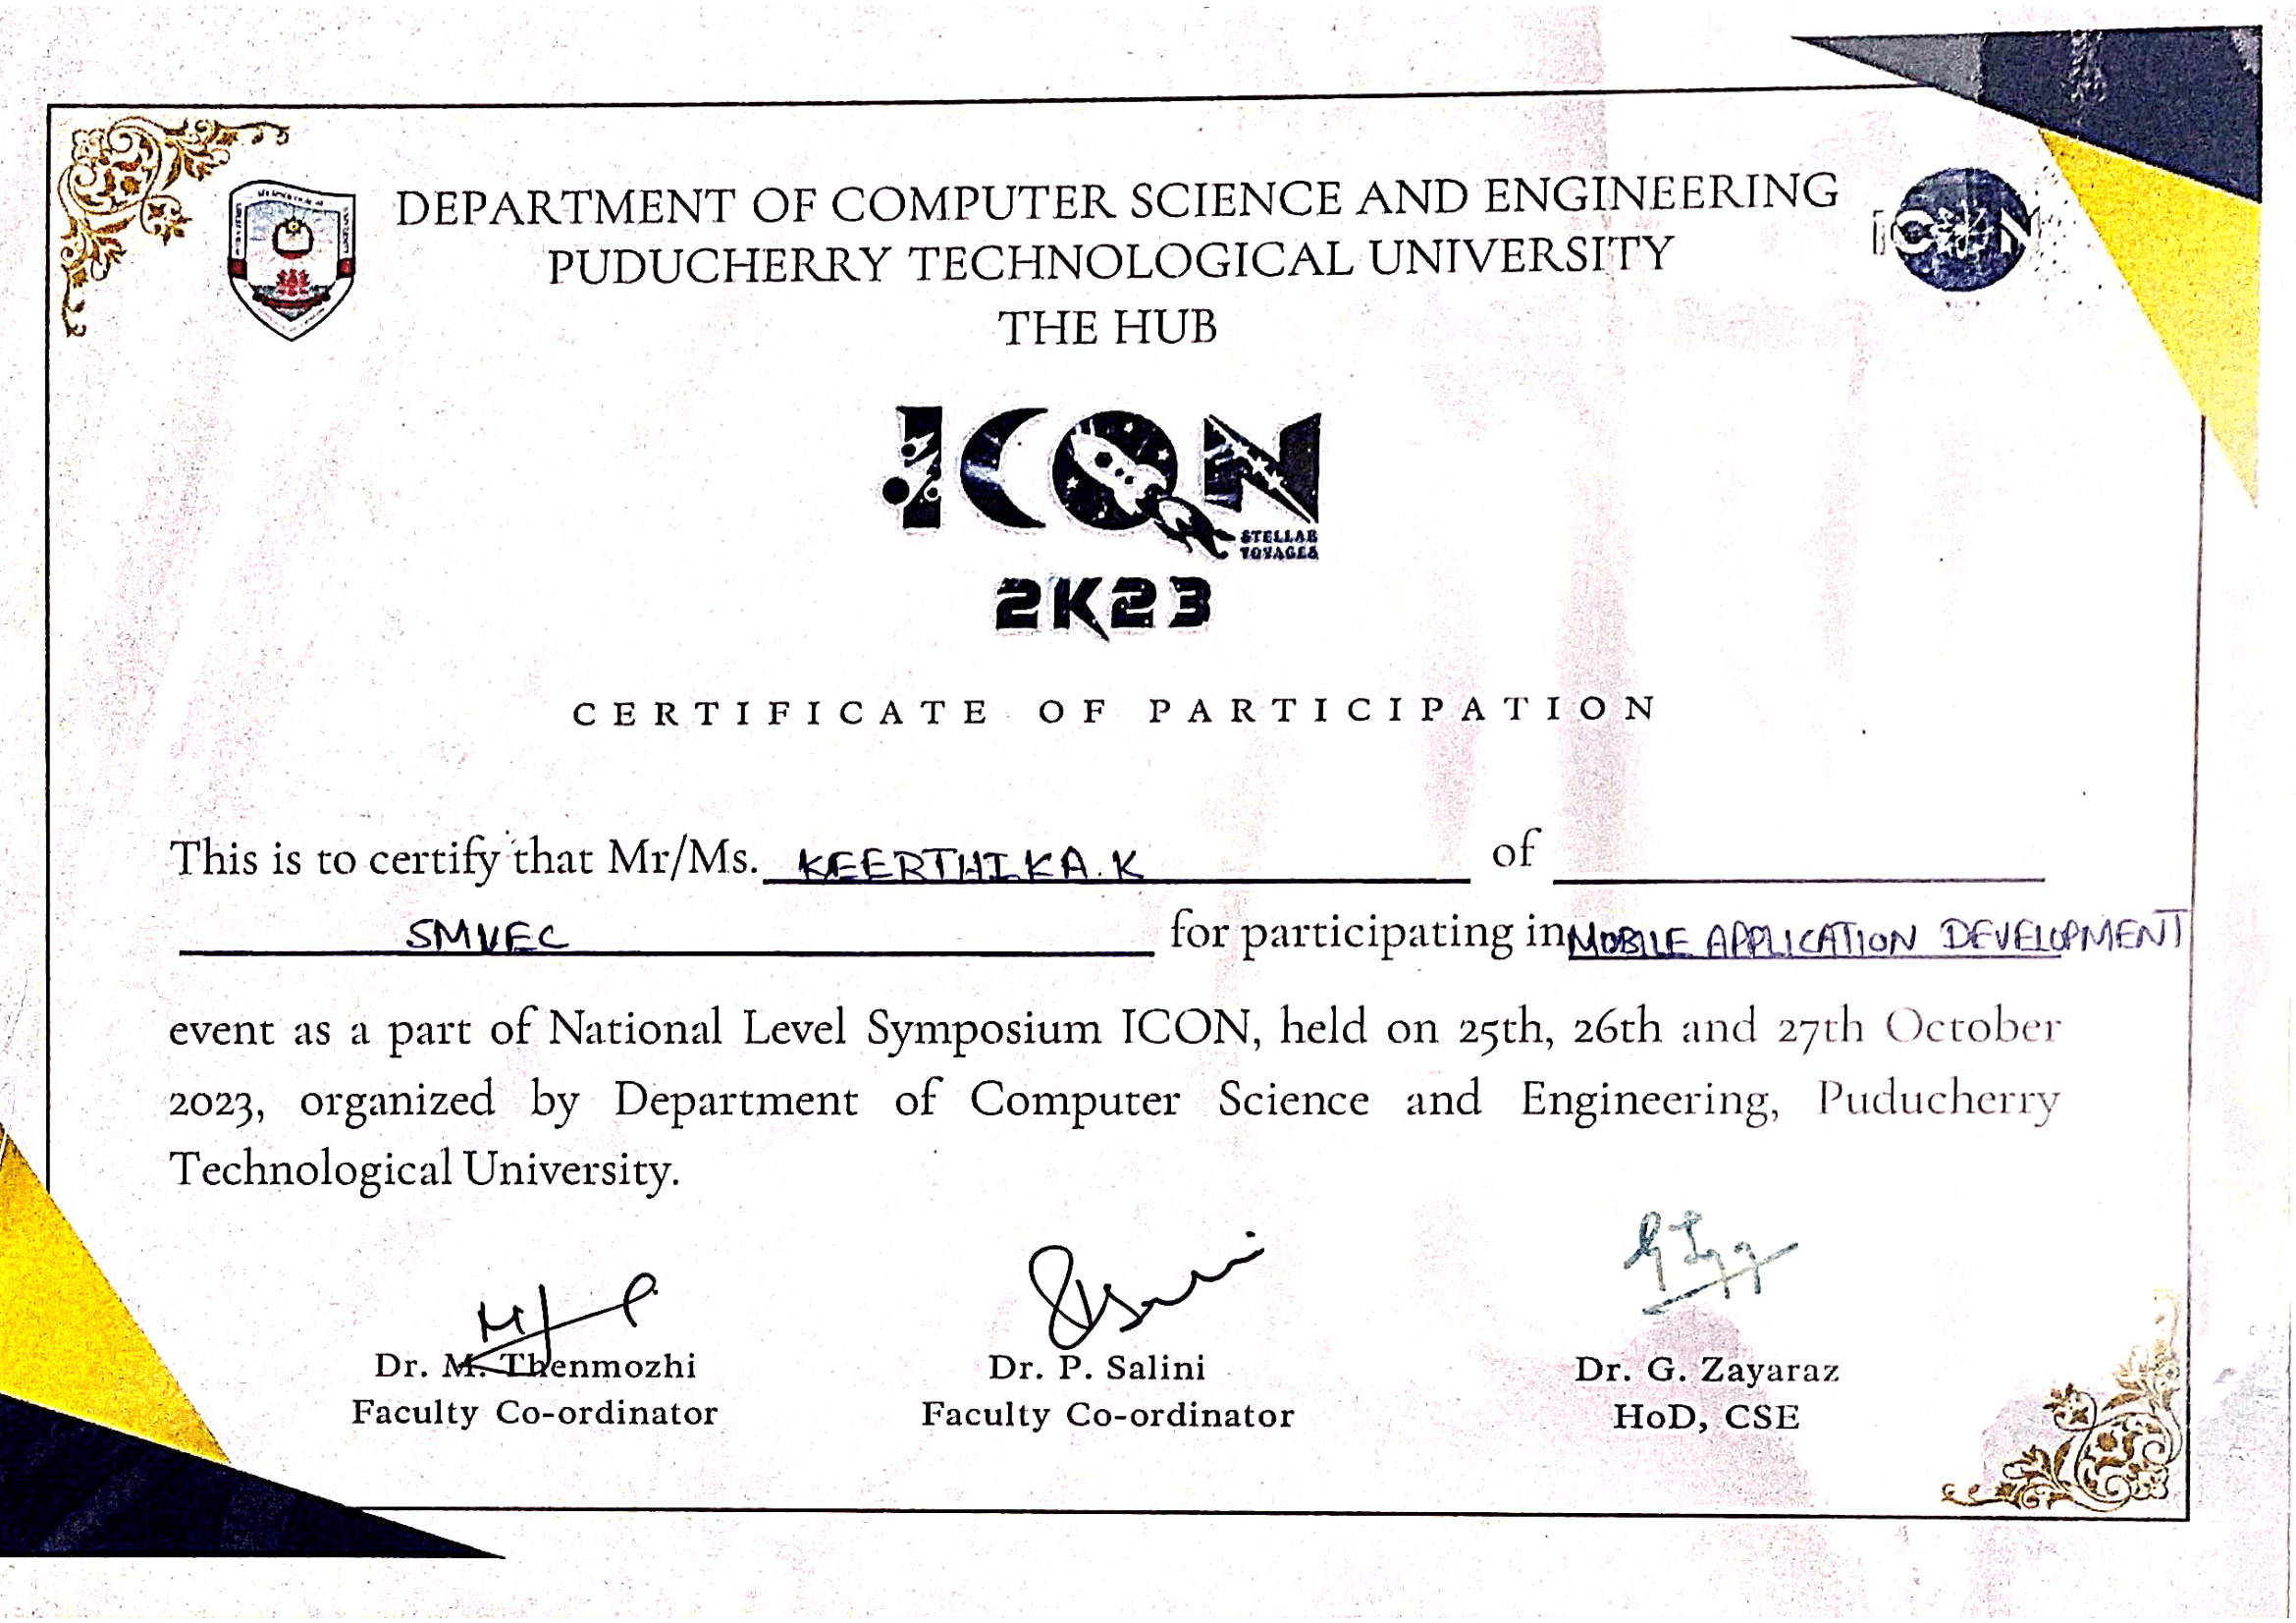 DEPARTMENT OF COMPUTER SCIENCE AND ENGINEERING
PUDUCHERRY TECHNOLOGICAL UNIVERSITY
THE HUB
ICON
ICON
STELLAR
VOYAGES
2K23
CERTIFICATE OF PARTICIPATION
This is to certify that Mr/Ms. KEERTHIKA.K of
SMVEC for participating in MOBILE APPLICATION DEVELOPMENT
event as a part of National Level Symposium ICON, held on 25th, 26th and 27th October
2023, organized by Department of Computer Science and Engineering, Puducherry
Technological University.
Dr. M. Thenmozhi
Faculty Co-ordinator
Dr. P. Salini
Faculty Co-ordinator
Dr. G. Zayaraz
HoD, CSE